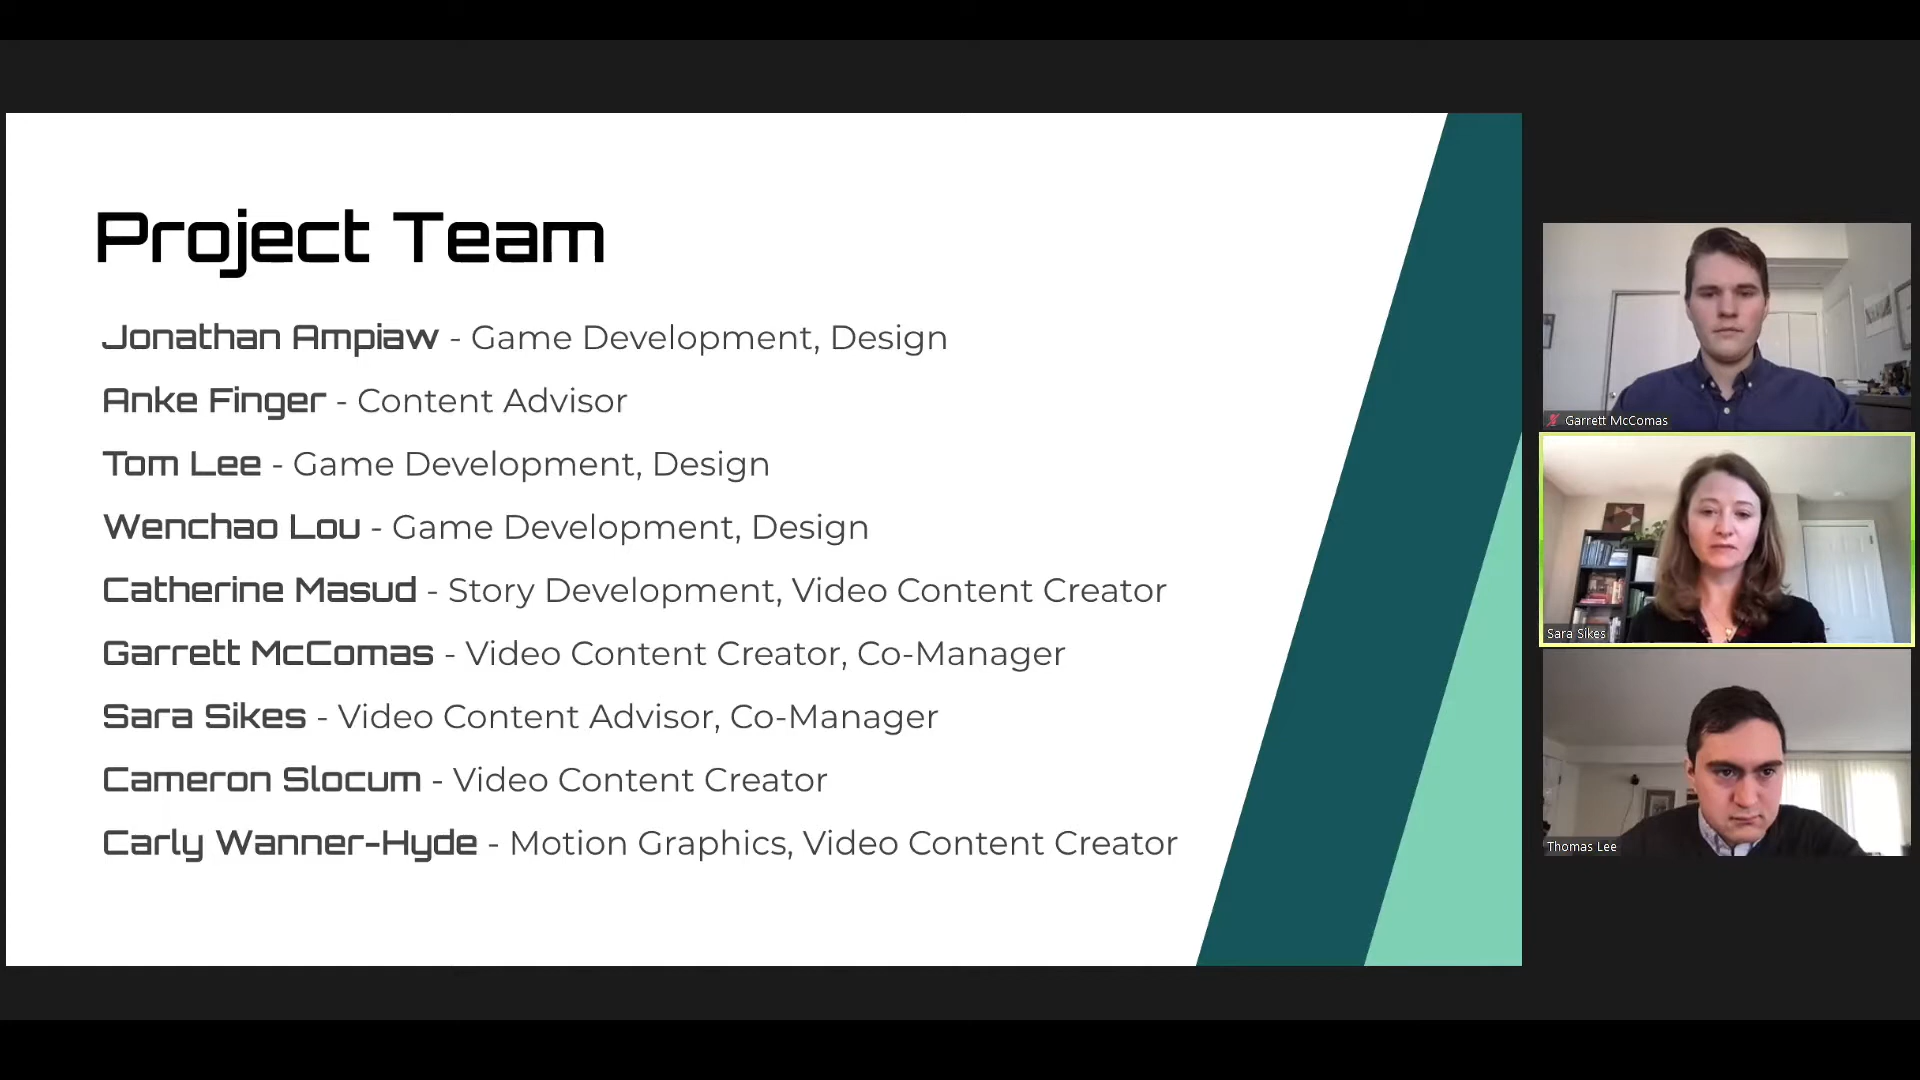 Project Team
Jonathan Ampiaw - Game Development, Design
Anke Finger - Content Advisor
Tom Lee - Game Development, Design
Wenchao Lou - Game Development, Design
Catherine Masud - Story Development, Video Content Creator
Garrett McComas - Video Content Creator, Co-Manager
Sara Sikes - Video Content Advisor, Co-Manager
Cameron Slocum - Video Content Creator
Carly Wanner-Hyde - Motion Graphics, Video Content Creator
Garrett McComas
Sara Sikes
Thomas Lee